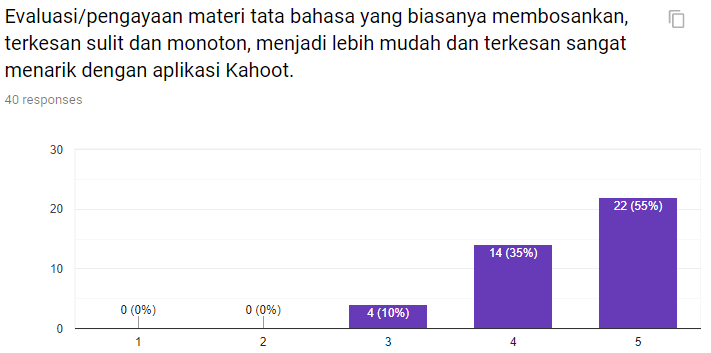 Evaluasi/pengayaan materi tata bahasa yang biasanya membosankan,
terkesan sulit dan monoton, menjadi lebih mudah dan terkesan sangat
menarik dengan aplikasi Kahoot.
40 responses
30
20
10
0
0 (0%)
0 (0%)
4 (10%)
14 (35%)
22 (55%)
1 2 3 4 5